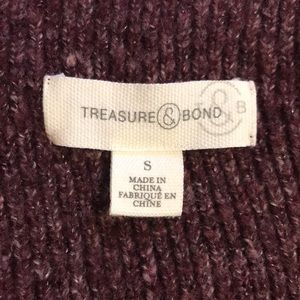 TREASURE & BOND
& B
S
MADE IN
CHINA
FABRIQUÉ EN
CHINE